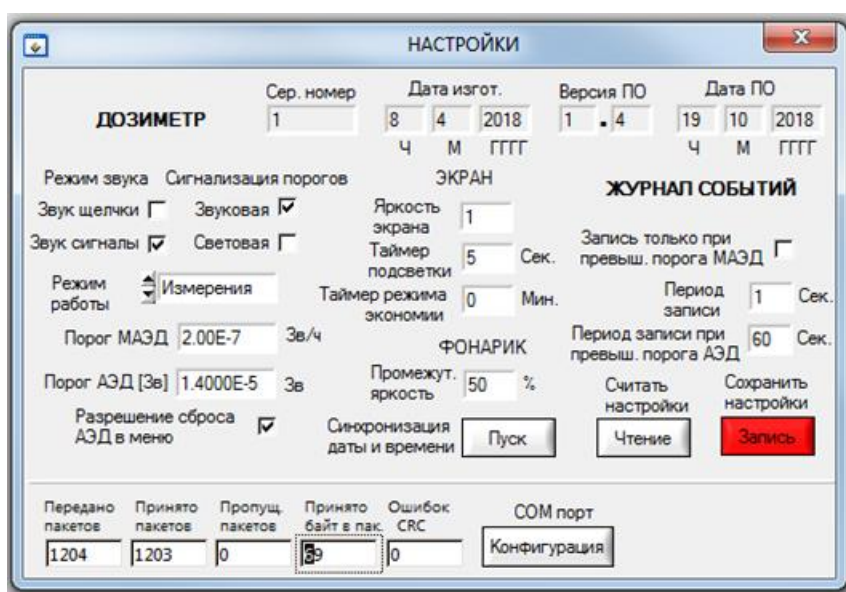 НАСТРОЙКИ
Сер. номер Дата изгот. Версия ПО Дата ПО
ДОЗИМЕТР 1 8 4 2018 1 . 4 19 10 2018
Ч М ГГГГ Ч М ГГГГ
Режим звука Сигнализация порогов ЭКРАН ЖУРНАЛ СОБЫТИЙ
Звук щелчки Звуковая Яркость экрана 1
Звук сигналы Световая Таймер подсветки 5 Сек. Запись только при превыш. порога МАЭД
Режим работы Измерения Таймер режима экономии 0 Мин. Период записи 1 Сек.
Порог МАЭД 2.00E-7 Зв/ч ФОНАРИК Период записи при превыш. порога АЭД 60 Сек.
Порог АЭД [Зв] 1.4000E-5 Зв Промежут. яркость 50 % Считать настройки Сохранить настройки
Разрешение сброса АЭД в меню Синхронизация даты и времени Пуск Чтение Запись
Передано пакетов Принято пакетов Пропущ. пакетов Принято байт в пак. Ошибок CRC COM порт
1204 1203 0 69 0 Конфигурация